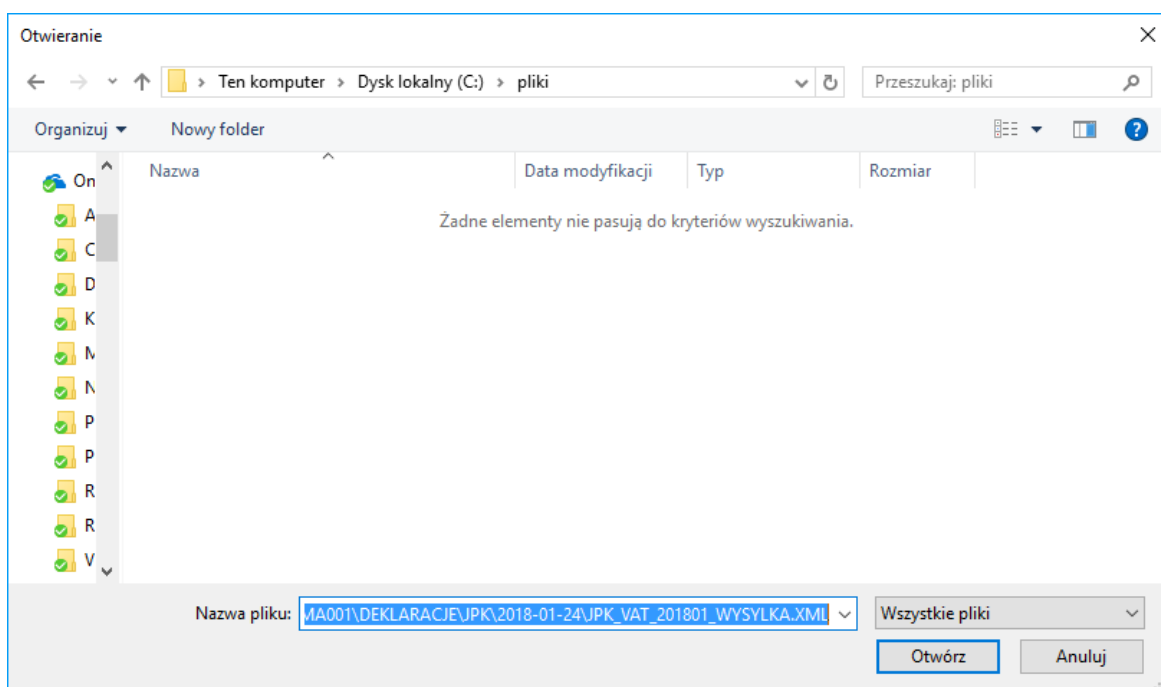 Otwieranie
Ten komputer > Dysk lokalny (C:) > pliki
Przeszukaj: pliki
Organizuj Nowy folder
Nazwa Data modyfikacji Typ Rozmiar
On
Żadne elementy nie pasują do kryteriów wyszukiwania.
A
C
D
K
M
N
P
P
R
R
V
Nazwa pliku: MA001\DEKLARACJE\JPK\2018-01-24\JPK_VAT_201801_WYSYLKA.XML Wszystkie pliki
Otwórz Anuluj